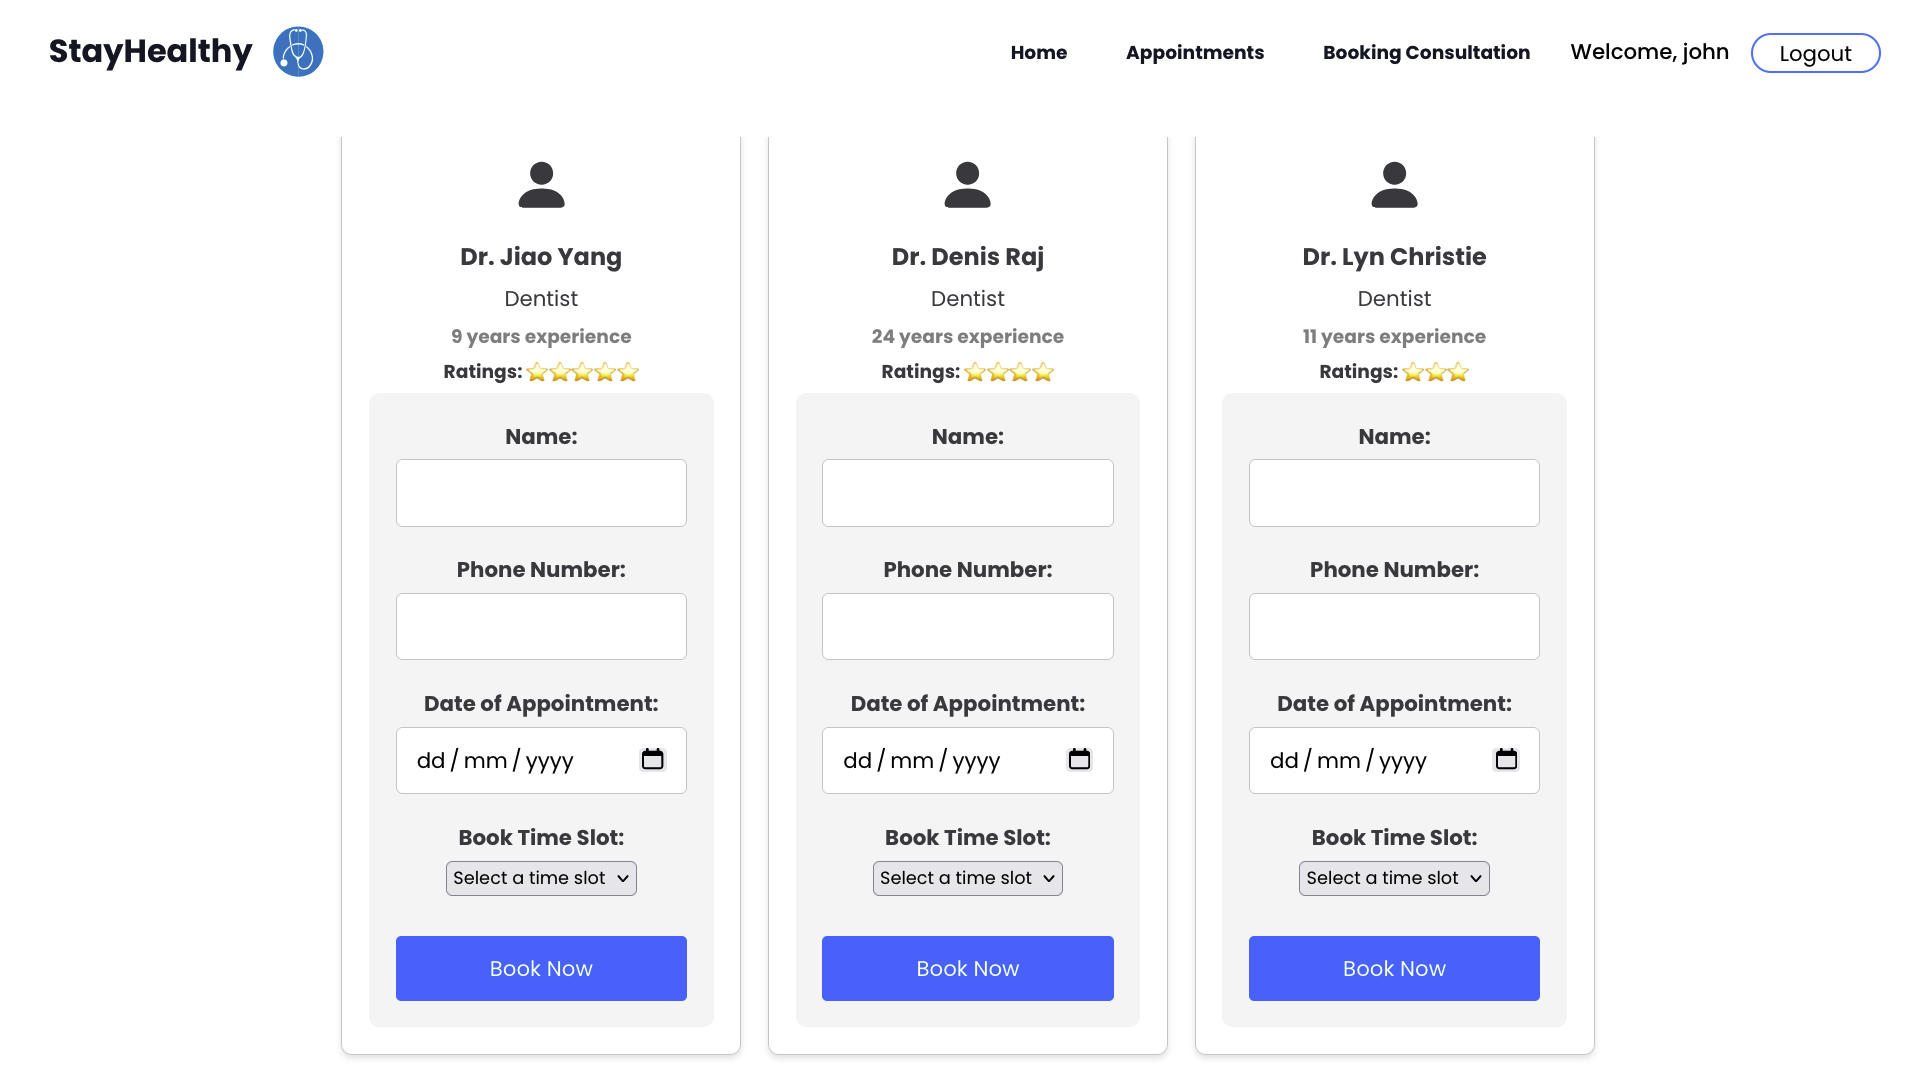 StayHealthy
Home Appointments Booking Consultation Welcome, john Logout
Dr. Jiao Yang
Dentist
9 years experience
Ratings: ⭐⭐⭐⭐⭐
Name:
Phone Number:
Date of Appointment:
dd/mm/yyyy
Book Time Slot:
Select a time slot
Book Now
Dr. Denis Raj
Dentist
24 years experience
Ratings: ⭐⭐⭐⭐
Name:
Phone Number:
Date of Appointment:
dd/mm/yyyy
Book Time Slot:
Select a time slot
Book Now
Dr. Lyn Christie
Dentist
11 years experience
Ratings: ⭐⭐⭐
Name:
Phone Number:
Date of Appointment:
dd/mm/yyyy
Book Time Slot:
Select a time slot
Book Now